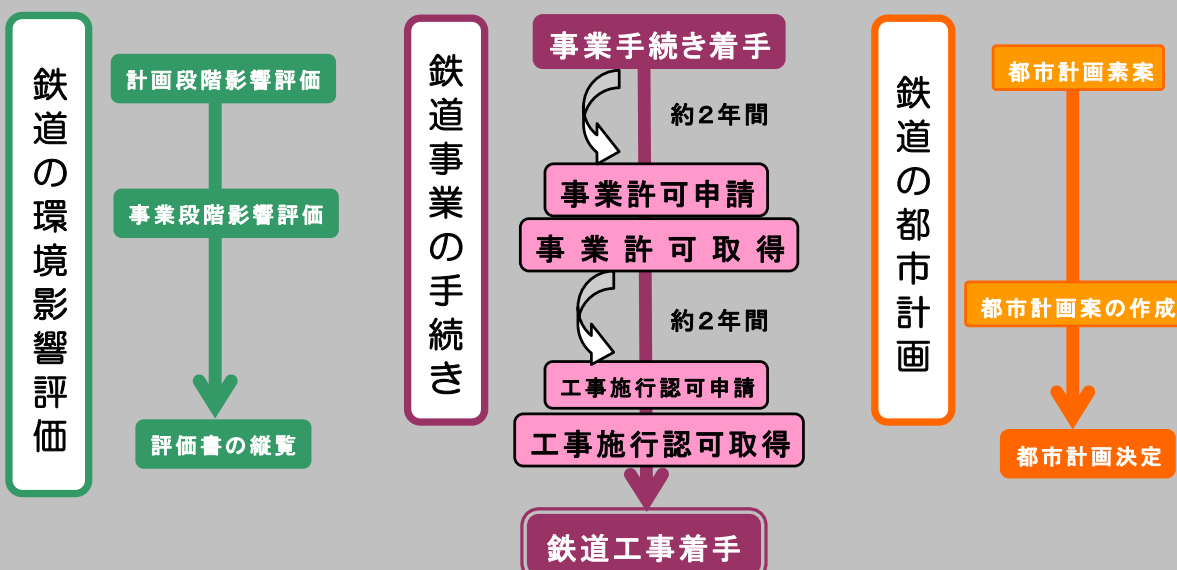 鉄道の環境影響評価
計画段階影響評価
事業段階影響評価
評価書の縦覧
鉄道事業の手続き
事業手続き着手
約2年間
事業許可申請
事業許可取得
約2年間
工事施行認可申請
工事施行認可取得
鉄道工事着手
鉄道の都市計画
都市計画素案
都市計画案の作成
都市計画決定